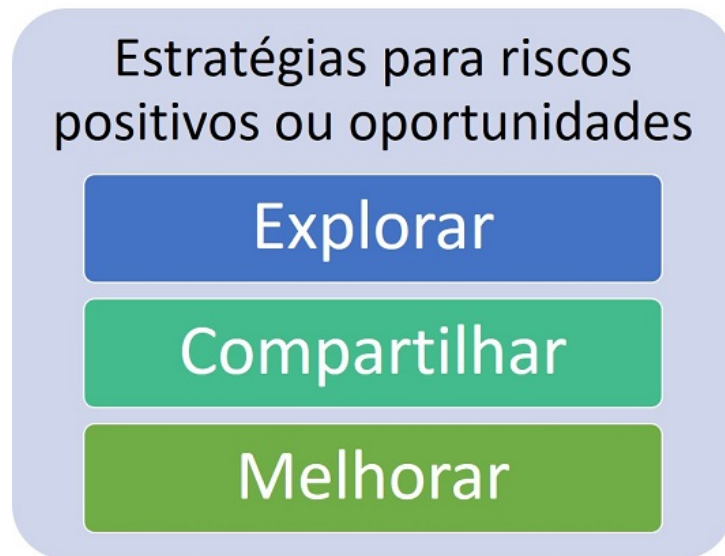 Estratégias para riscos
positivos ou oportunidades
Explorar
Compartilhar
Melhorar